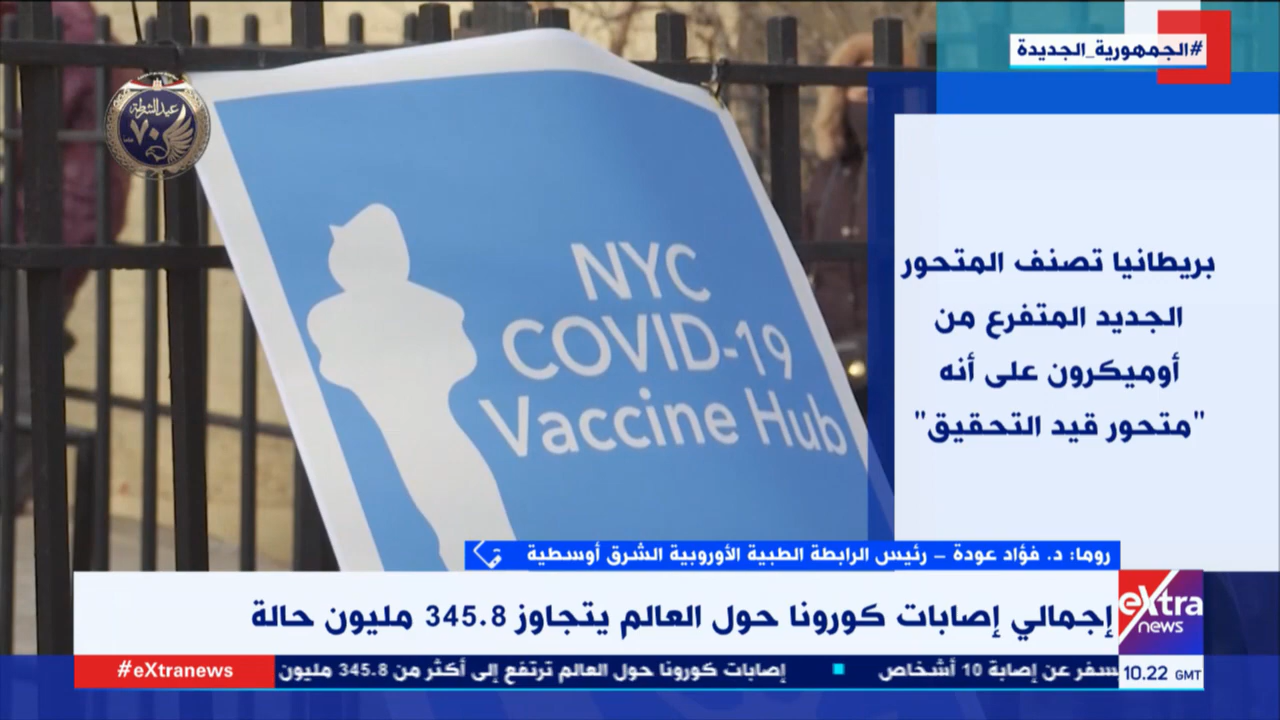 #الجمهورية_الجديدة
عيد الشرطة
٧٠
NYC
COVID-19
Vaccine Hub
بريطانيا تصنف المتحور
الجديد المتفرع من
أوميكرون على أنه
"متحور قيد التحقيق"
روما: د. فؤاد عودة – رئيس الرابطة الطبية الأوروبية الشرق أوسطية
إجمالي إصابات كورونا حول العالم يتجاوز 345.8 مليون حالة
eXtra
news
#eXtranews
سفر عن إصابة 10 أشخاص ■ إصابات كورونا حول العالم ترتفع إلى أكثر من 345.8 مليون
10.22 GMT